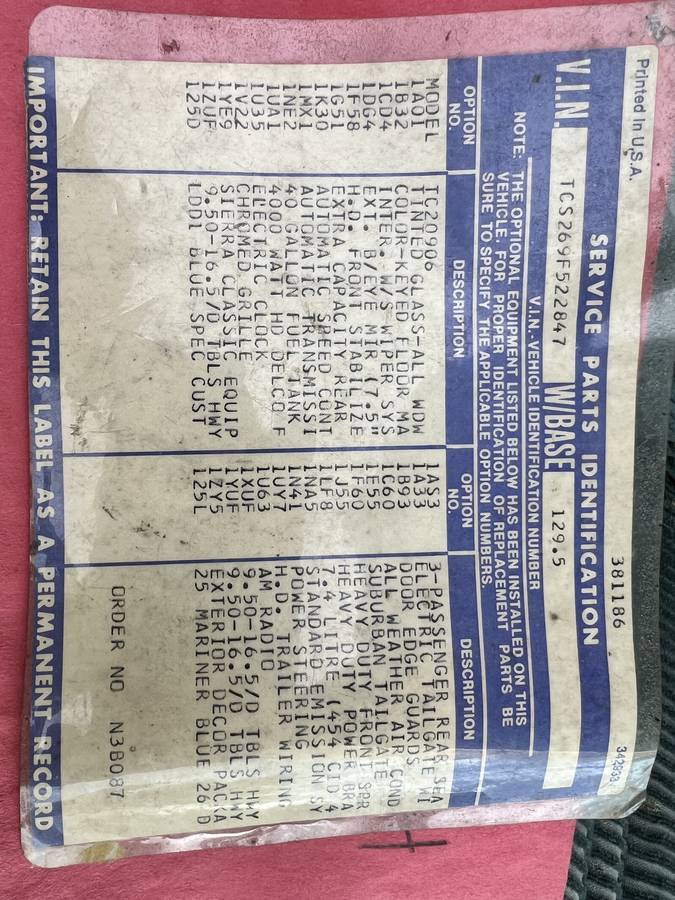 Printed in U.S.A.
SERVICE PARTS IDENTIFICATION
381186
342933
V.I.N. TCS269F522847 W/BASE 129.5
V.I.N.-VEHICLE IDENTIFICATION NUMBER
NOTE: THE OPTIONAL EQUIPMENT LISTED BELOW HAS BEEN INSTALLED ON THIS
VEHICLE. FOR PROPER IDENTIFICATION OF REPLACEMENT PARTS BE
SURE TO SPECIFY THE APPLICABLE OPTION NUMBERS.
OPTION NO. DESCRIPTION OPTION NO. DESCRIPTION
MODEL TC20906 1AS3 3-PASSENGER REAR SEA
1A01 TINTED GLASS-ALL WDW 1A33 ELECTRIC TAILGATE WI
1B32 COLOR-KEYED FLOOR MA 1B93 DOOR EDGE GUARDS
1CD4 INTER. W/S WIPER SYS 1C60 ALL WEATHER AIR COND
1DG4 EXT. B/EYE MIR (7.5" 1E55 SUBURBAN TAILGATE
1F58 H.D. FRONT STABILIZE 1F60 HEAVY DUTY FRONT SPR
1G51 EXTRA CAPACITY REAR 1J55 HEAVY DUTY POWER BRA
1K30 AUTOMATIC SPEED CONT 1LF8 7.4 LITRE (454 CID 4
1MX1 AUTOMATIC TRANSMISSI 1NA5 STANDARD EMISSION SY
1NE2 40 GALLON FUEL TANK 1N41 POWER STEERING
1UA1 4000 WATT HD DELCO F 1UY7 H.D. TRAILER WIRING
1U35 ELECTRIC CLOCK 1U63 AM RADIO
1V22 CHROMED GRILLE 1XUF 9.50-16.5/D TBLS HWY
1YE9 SIERRA CLASSIC EQUIP 1YUF 9.50-16.5/D TBLS HWY
1ZUF 9.50-16.5/D TBLS HWY 1ZY5 EXTERIOR DECOR PACKA
125D LDDL BLUE SPEC CUST 125L 25 MARINER BLUE 26 D
ORDER NO N3B087
IMPORTANT: RETAIN THIS LABEL AS A PERMANENT RECORD